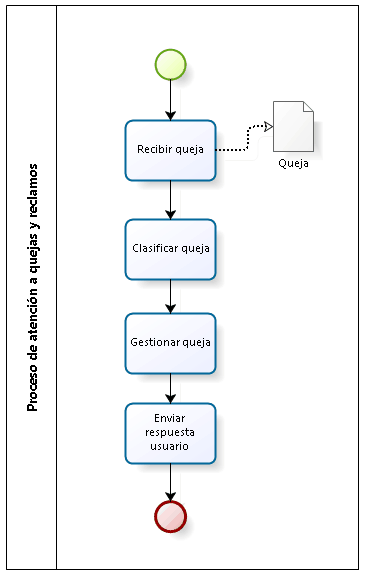 Proceso de atención a quejas y reclamos
Recibir queja
Queja
Clasificar queja
Gestionar queja
Enviar
respuesta
usuario